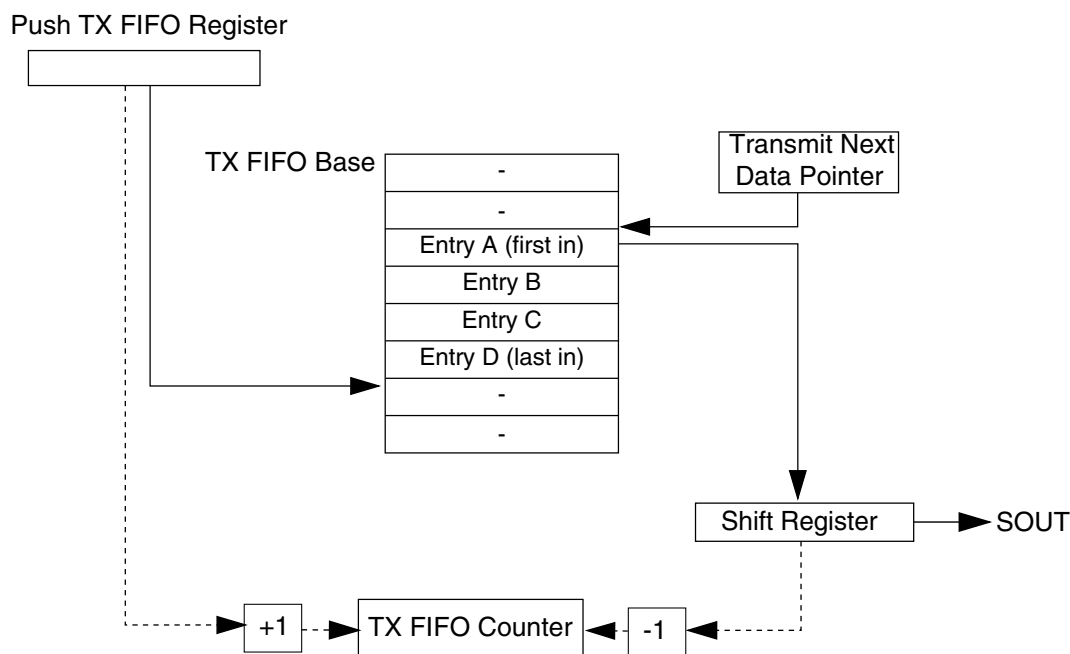 Push TX FIFO Register
TX FIFO Base
-
-
Entry A (first in)
Entry B
Entry C
Entry D (last in)
-
-
Transmit Next
Data Pointer
Shift Register
SOUT
+1
TX FIFO Counter
-1